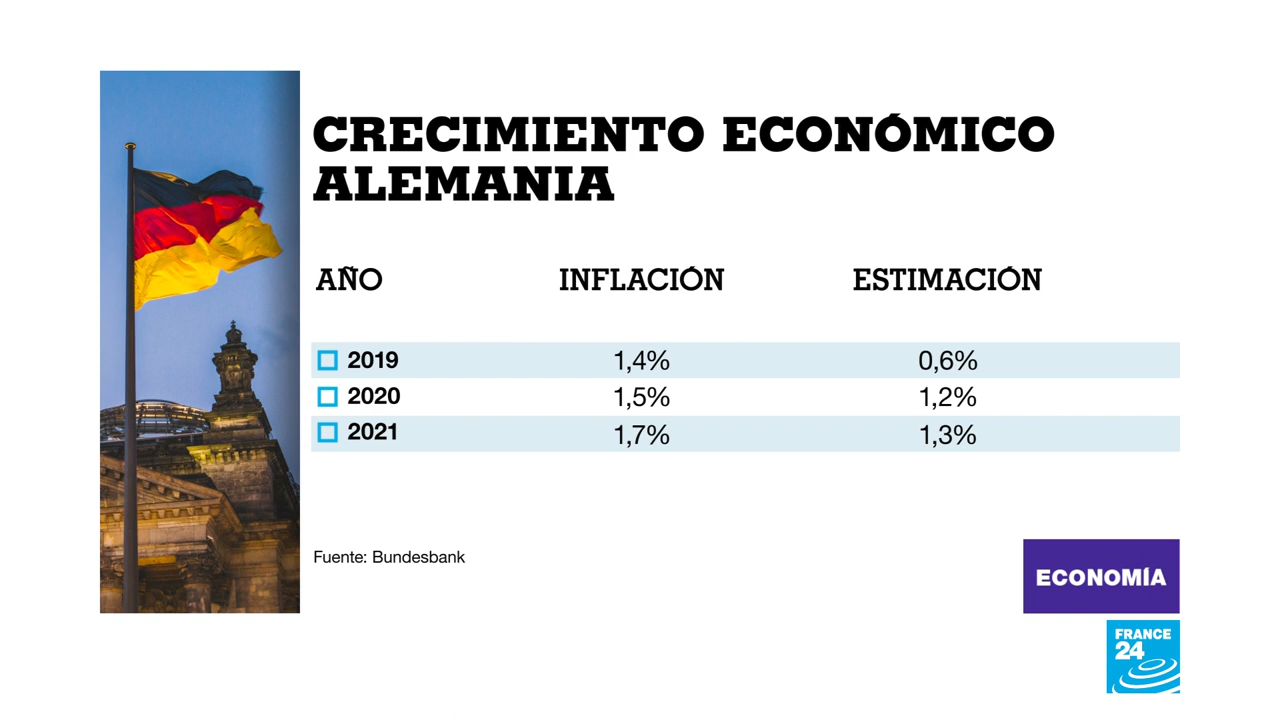 CRECIMIENTO ECONÓMICO
ALEMANIA
AÑO INFLACIÓN ESTIMACIÓN
2019 1,4% 0,6%
2020 1,5% 1,2%
2021 1,7% 1,3%
Fuente: Bundesbank
ECONOMÍA
FRANCE
24